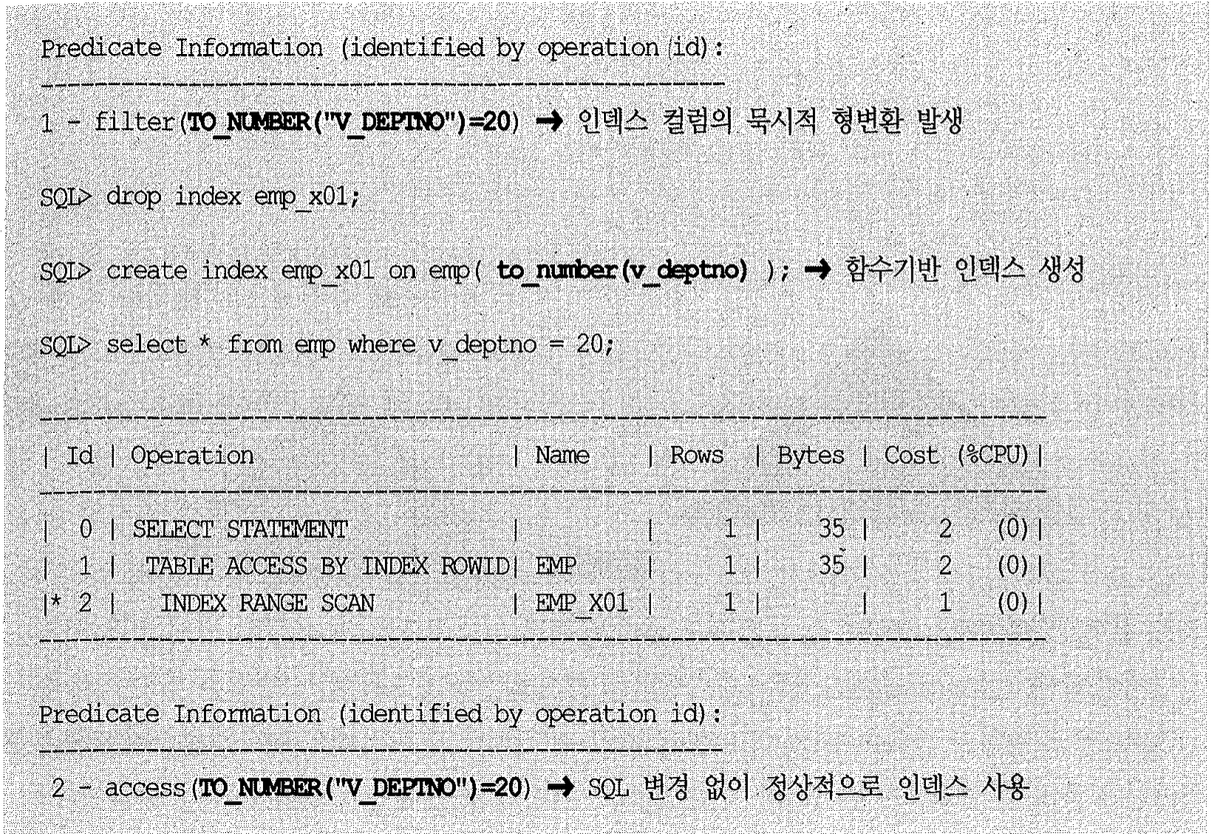 Predicate Information (identified by operation id):
---------------------------------------------------
1 - filter(TO_NUMBER("V_DEPTNO")=20) → 인덱스 컬럼의 묵시적 형변환 발생
SQL> drop index emp_x01;
SQL> create index emp_x01 on emp( to_number(v_deptno) ); → 함수기반 인덱스 생성
SQL> select * from emp where v_deptno = 20;
---------------------------------------------------------------------------
| Id | Operation | Name | Rows | Bytes | Cost (%CPU)|
---------------------------------------------------------------------------
| 0 | SELECT STATEMENT | | 1 | 35 | 2 (0)|
| 1 | TABLE ACCESS BY INDEX ROWID| EMP | 1 | 35 | 2 (0)|
|* 2 | INDEX RANGE SCAN | EMP_X01 | 1 | | 1 (0)|
---------------------------------------------------------------------------
Predicate Information (identified by operation id):
---------------------------------------------------
2 - access(TO_NUMBER("V_DEPTNO")=20) → SQL 변경 없이 정상적으로 인덱스 사용